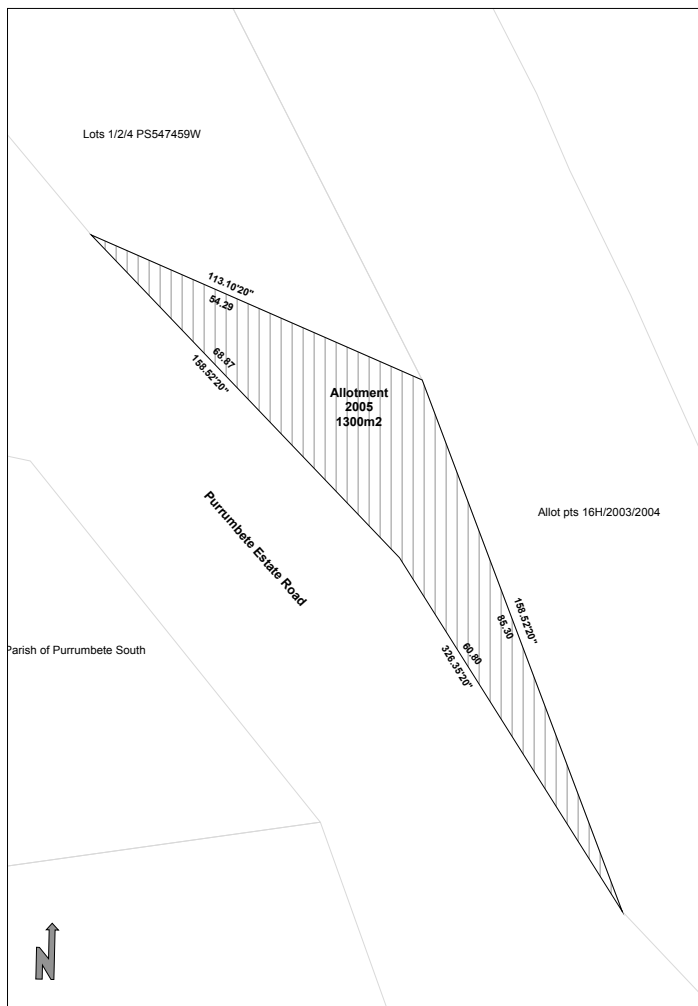 Lots 1/2/4 PS547459W
113.10'20"
54.29
68.87
158.52'20"
Allotment
2005
1300m2
Purrumbete Estate Road
Allot pts 16H/2003/2004
158.52'20"
85.30
60.80
326.35'20"
Parish of Purrumbete South
N